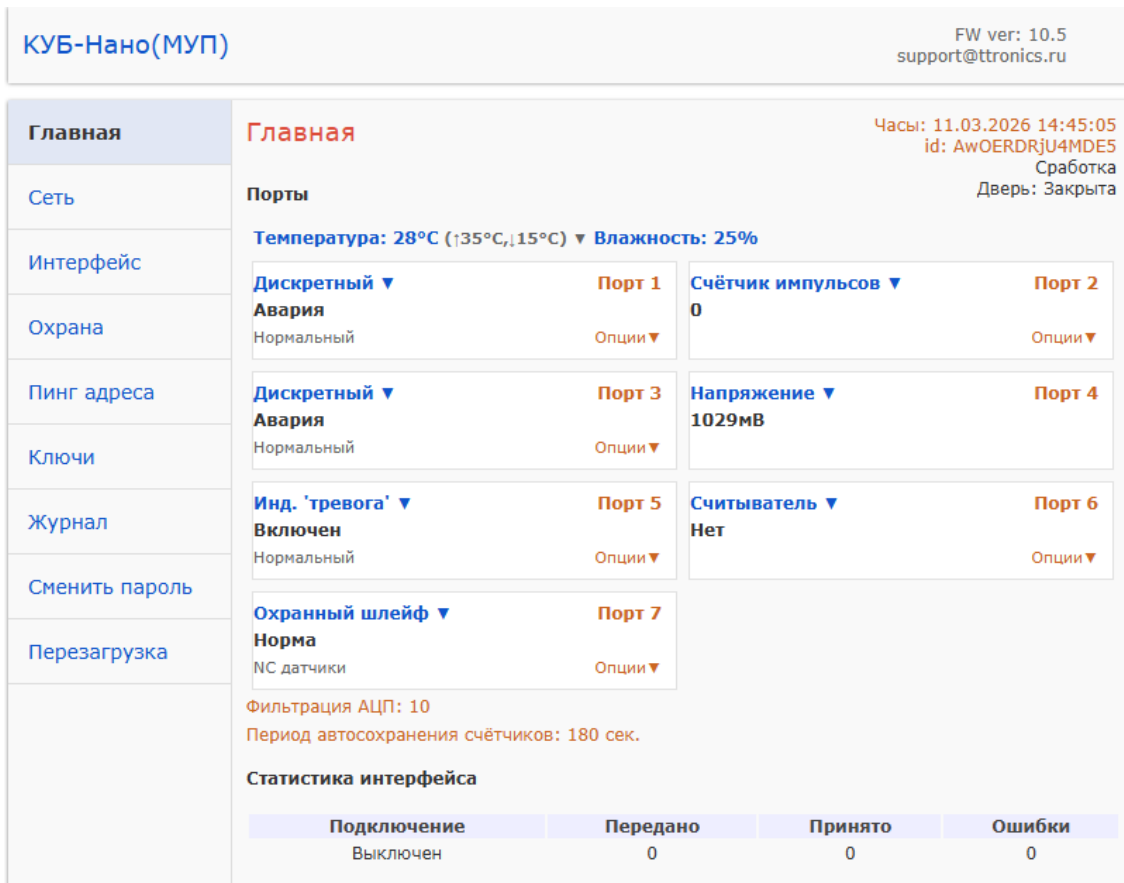 КУБ-Нано(МУП)
FW ver: 10.5
support@ttronics.ru
Главная
Сеть
Интерфейс
Охрана
Пинг адреса
Ключи
Журнал
Сменить пароль
Перезагрузка
Главная
Часы: 11.03.2026 14:45:05
id: AwOERDRjU4MDE5
Сработка
Дверь: Закрыта
Порты
Температура: 28°C (↑35°C,↓15°C) ▼ Влажность: 25%
Дискретный ▼ Порт 1
Авария
Нормальный Опции▼
Счётчик импульсов ▼ Порт 2
0
Опции▼
Дискретный ▼ Порт 3
Авария
Нормальный Опции▼
Напряжение ▼ Порт 4
1029мВ
Инд. 'тревога' ▼ Порт 5
Включен
Нормальный Опции▼
Считыватель ▼ Порт 6
Нет
Опции▼
Охранный шлейф ▼ Порт 7
Норма
NC датчики Опции▼
Фильтрация АЦП: 10
Период автосохранения счётчиков: 180 сек.
Статистика интерфейса
Подключение Передано Принято Ошибки
Выключен 0 0 0